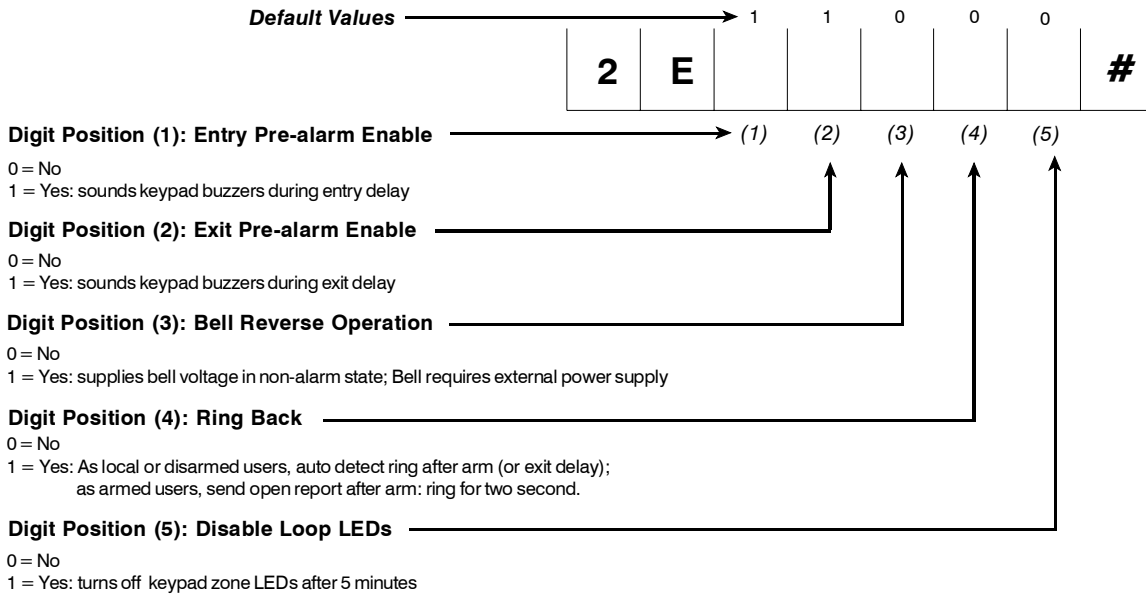 Default Values 1 1 0 0 0
2 E #
Digit Position (1): Entry Pre-alarm Enable (1) (2) (3) (4) (5)
0 = No
1 = Yes: sounds keypad buzzers during entry delay
Digit Position (2): Exit Pre-alarm Enable
0 = No
1 = Yes: sounds keypad buzzers during exit delay
Digit Position (3): Bell Reverse Operation
0 = No
1 = Yes: supplies bell voltage in non-alarm state; Bell requires external power supply
Digit Position (4): Ring Back
0 = No
1 = Yes: As local or disarmed users, auto detect ring after arm (or exit delay);
as armed users, send open report after arm: ring for two second.
Digit Position (5): Disable Loop LEDs
0 = No
1 = Yes: turns off keypad zone LEDs after 5 minutes